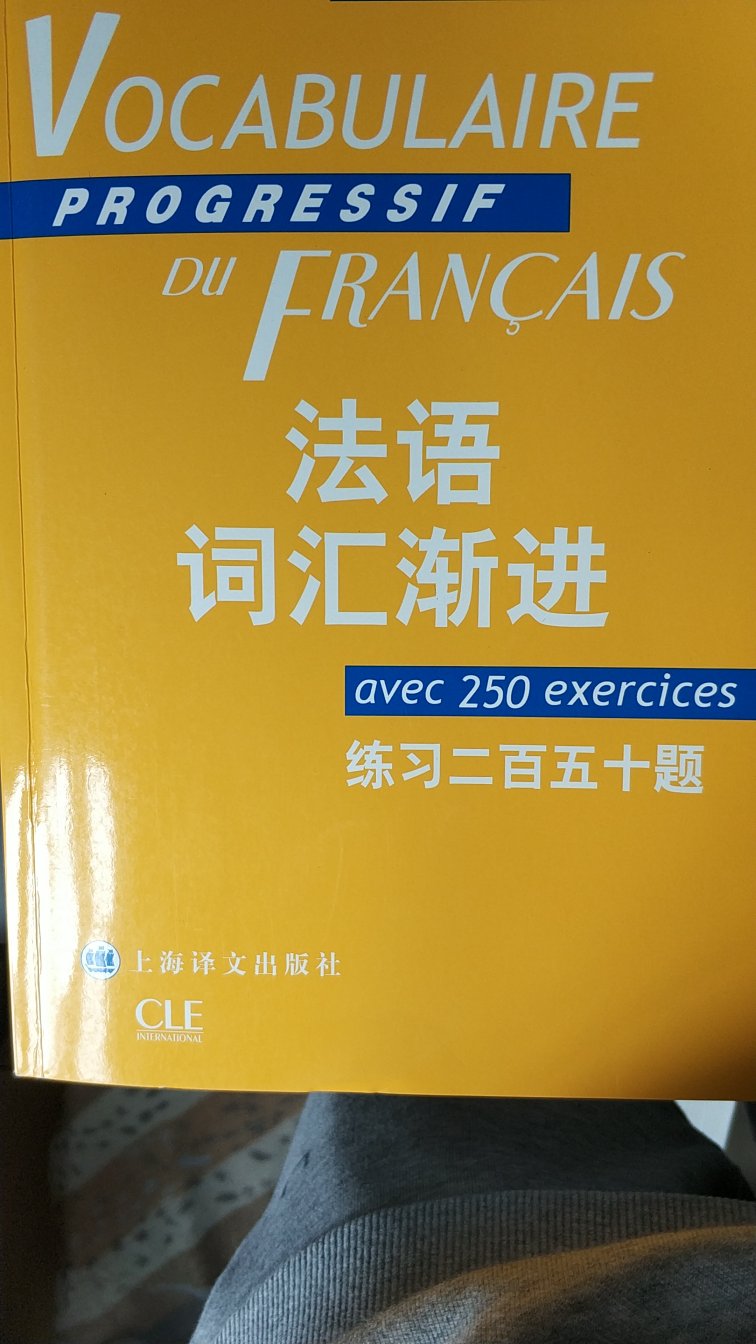 VOCABULAIRE
PROGRESSIF
DU FRANÇAIS
法语
词汇渐进
avec 250 exercices
练习二百五十题
上海译文出版社
CLE
INTERNATIONAL